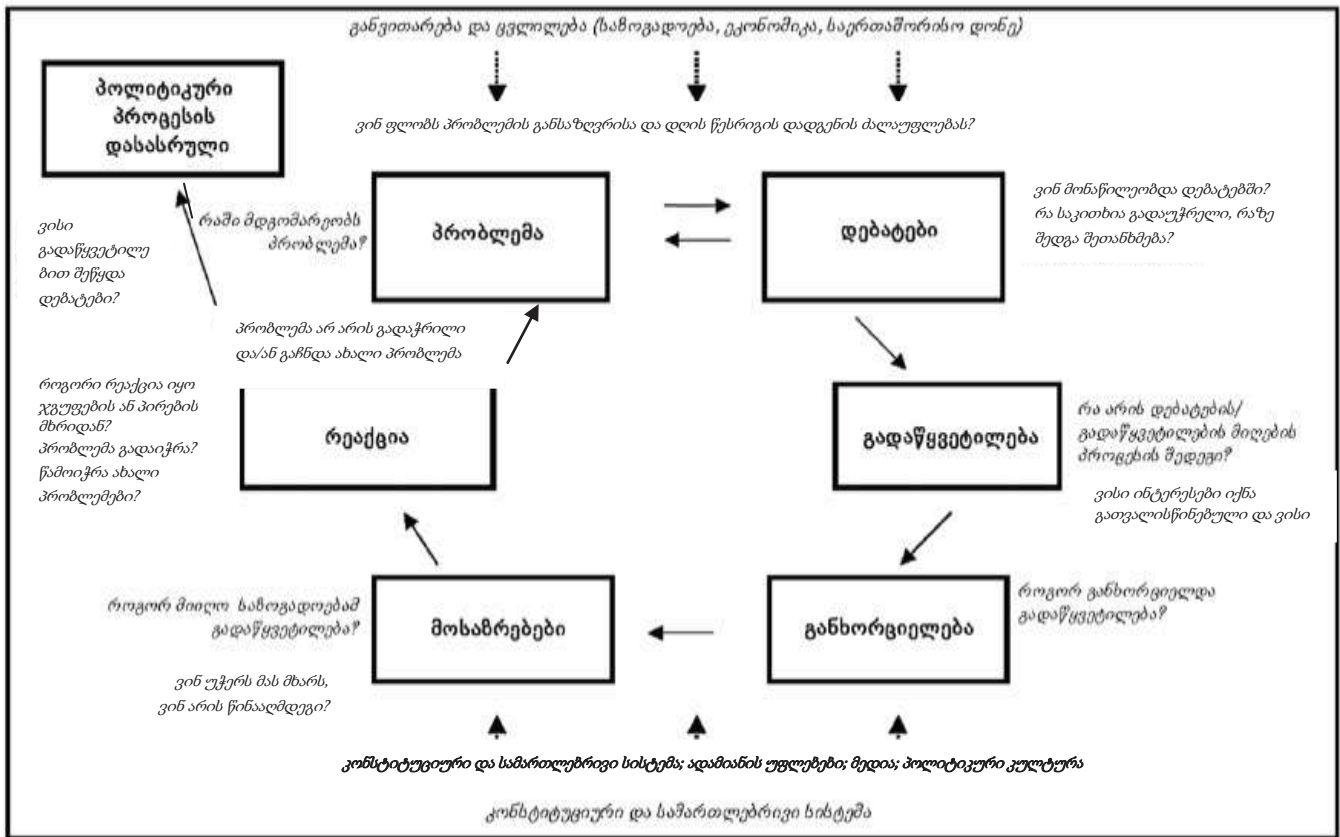 განვითარება და ცვლილება (საზოგადოება, ეკონომიკა, საერთაშორისო დონე)
პოლიტიკური
პროცესის
დასასრული
ვინ ფლობს პრობლემის განსაზღვრისა და დღის წესრიგის დადგენის ძალაუფლებას?
რაში მდგომარეობს
პრობლემა?
პრობლემა
დებატები
ვინ მონაწილეობდა დებატებში?
რა საკითხია გადაუჭრელი, რაზე
შედგა შეთანხმება?
ვისი
გადაწყვეტილე
ბით შეწყდა
დებატები?
პრობლემა არ არის გადაჭრილი
და/ან გაჩნდა ახალი პრობლემა
როგორი რეაქცია იყო
ჯგუფების ან პირების
მხრიდან?
პრობლემა გადაიჭრა?
წამოიჭრა ახალი
პრობლემები?
რეაქცია
გადაწყვეტილება
რა არის დებატების/
გადაწყვეტილების მიღების
პროცესის შედეგი?
ვისი ინტერესები იქნა
გათვალისწინებული და ვისი
როგორ მიიღო საზოგადოებამ
გადაწყვეტილება?
მოსაზრებები
განხორციელება
როგორ განხორციელდა
გადაწყვეტილება?
ვინ უჭერს მას მხარს,
ვინ არის წინააღმდეგი?
კონსტიტუციური და სამართლებრივი სისტემა; ადამიანის უფლებები; მედია; პოლიტიკური კულტურა
კონსტიტუციური და სამართლებრივი სისტემა